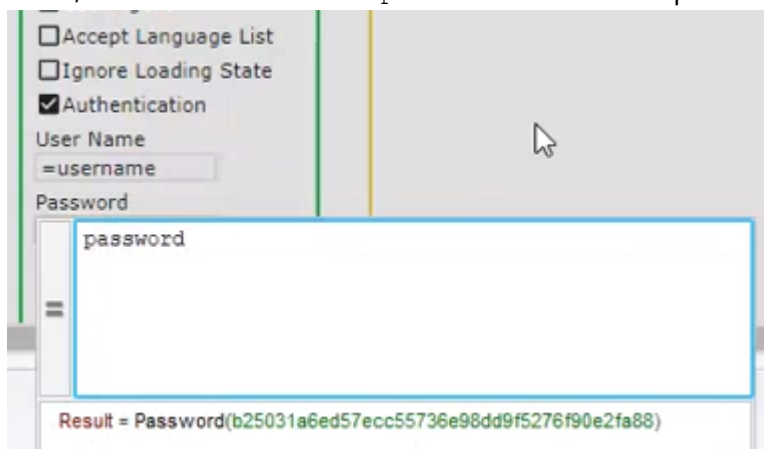 Accept Language List
Ignore Loading State
Authentication
User Name
=username
Password
password
=
Result = Password(b25031a6ed57ecc55736e98dd9f5276f90e2fa88)